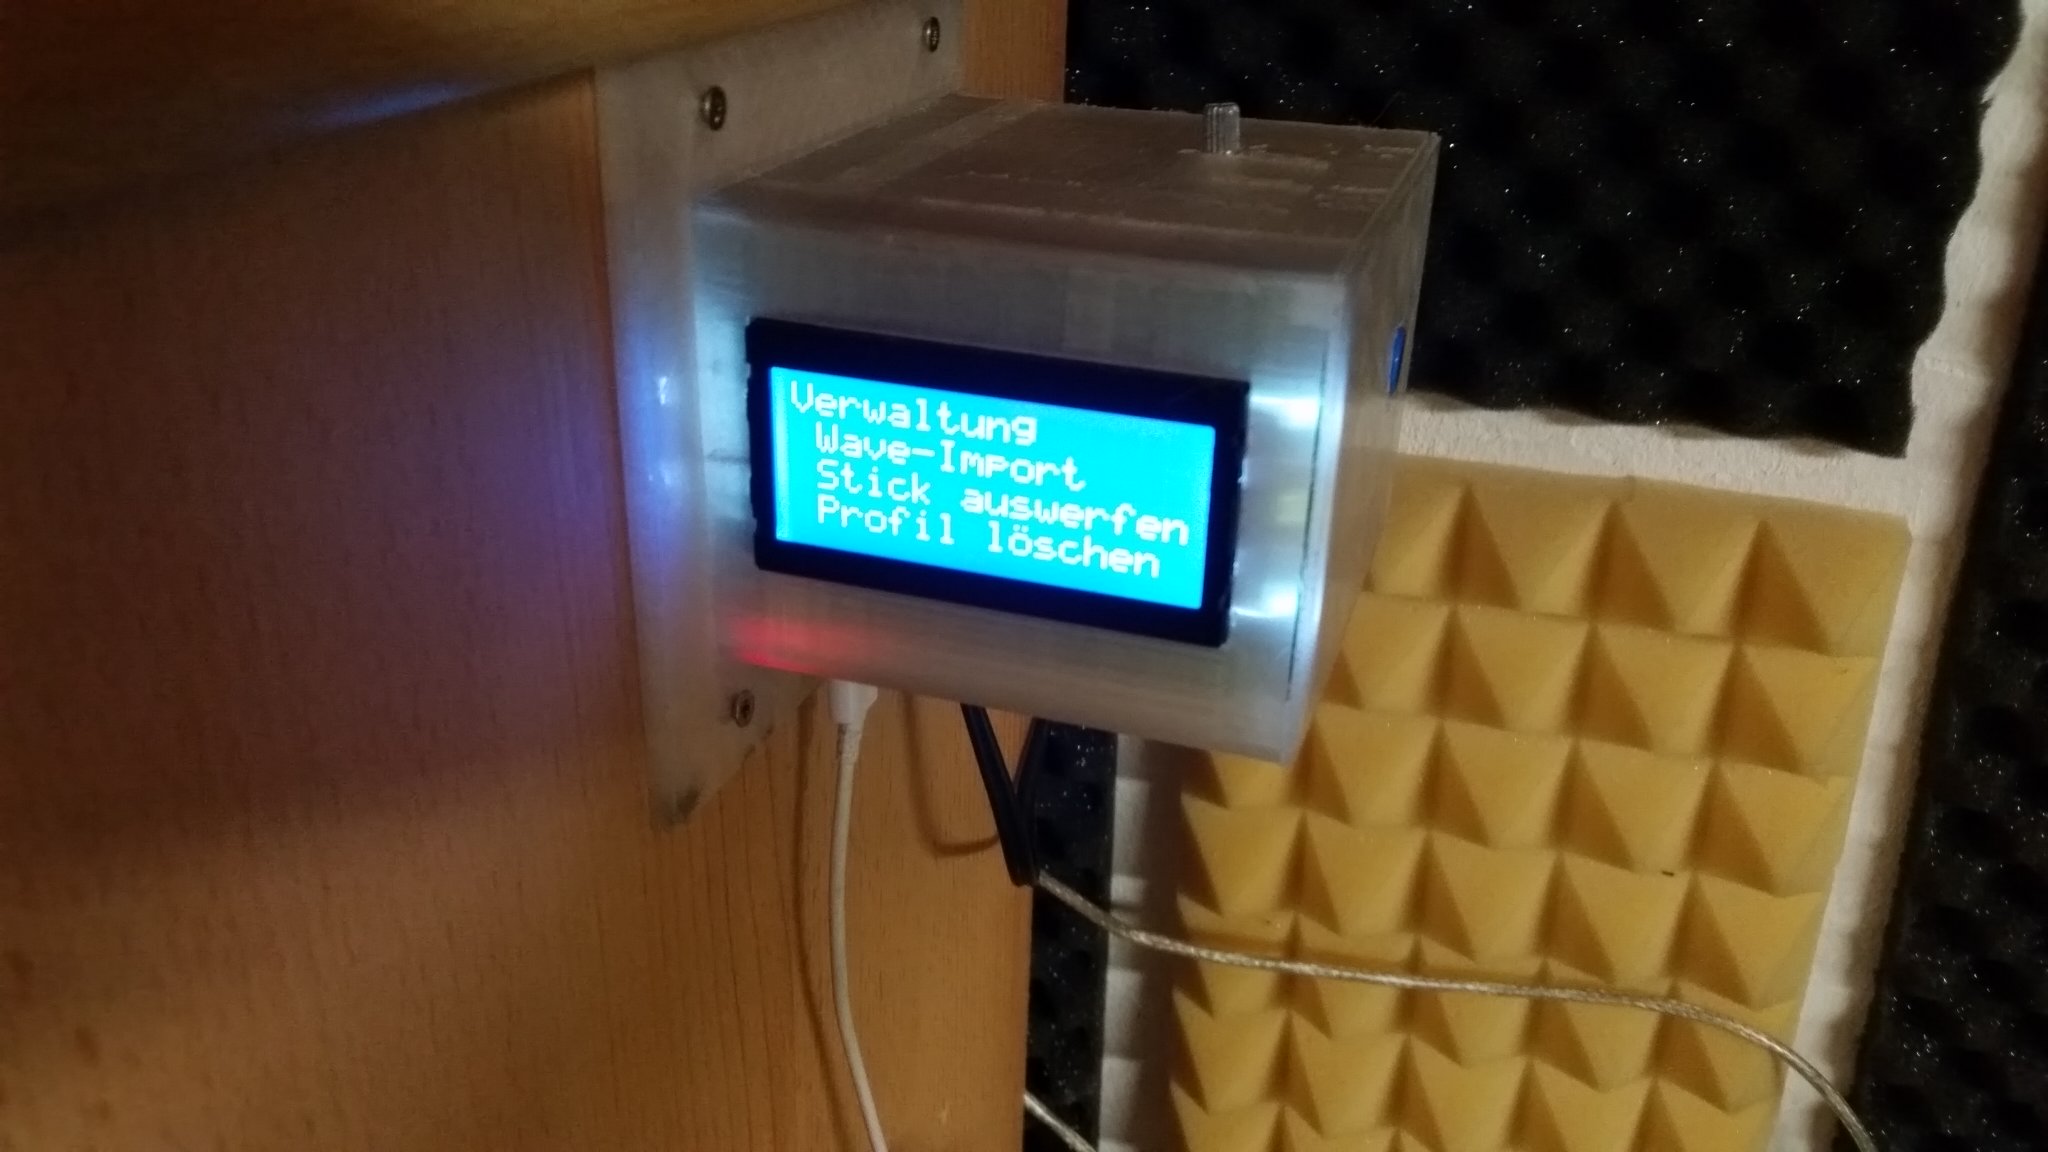 Verwaltung
Wave-Import
Stick auswerfen
Profil löschen